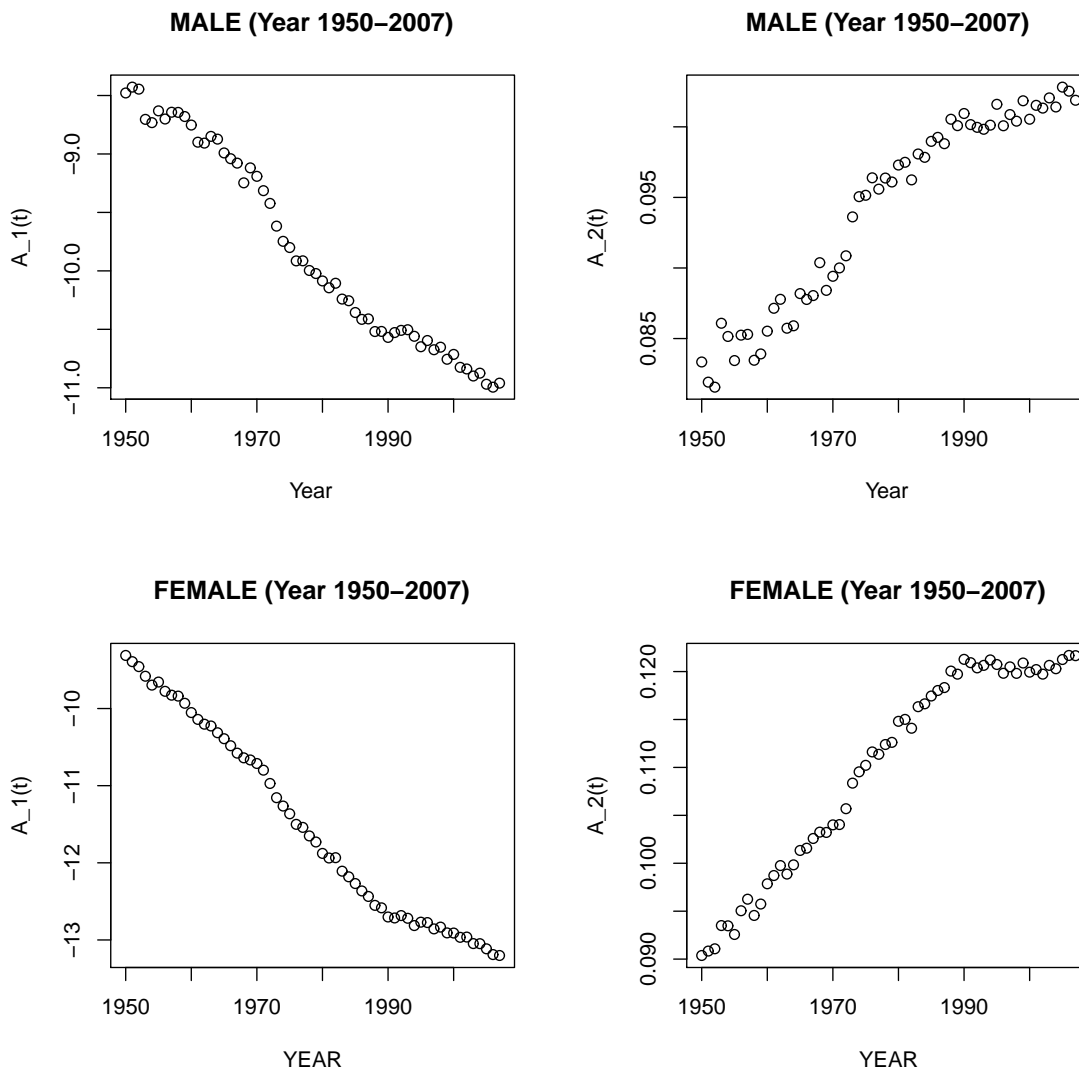 MALE (Year 1950−2007)
A_1(t)
−9.0
−10.0
−11.0
1950 1970 1990
Year
MALE (Year 1950−2007)
A_2(t)
0.095
0.085
1950 1970 1990
Year
FEMALE (Year 1950−2007)
A_1(t)
−10
−11
−12
−13
1950 1970 1990
YEAR
FEMALE (Year 1950−2007)
A_2(t)
0.120
0.110
0.100
0.090
1950 1970 1990
YEAR